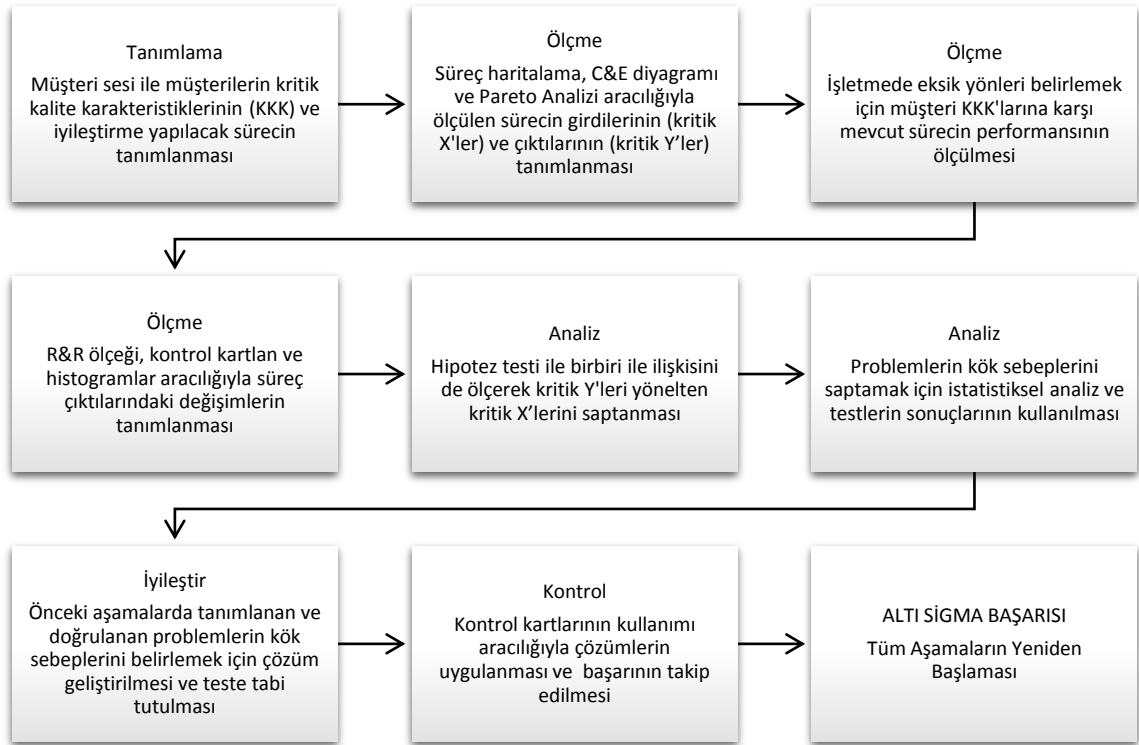 Tanımlama
Müşteri sesi ile müşterilerin kritik
kalite karakteristiklerinin (KKK) ve
iyileştirme yapılacak sürecin
tanımlanması
Ölçme
Süreç haritalama, C&E diyagramı
ve Pareto Analizi aracılığıyla
ölçülen sürecin girdilerinin (kritik
X'ler) ve çıktılarının (kritik Y’ler)
tanımlanması
Ölçme
İşletmede eksik yönleri belirlemek
için müşteri KKK'larına karşı
mevcut sürecin performansının
ölçülmesi
Ölçme
R&R ölçeği, kontrol kartlan ve
histogramlar aracılığıyla süreç
çıktılarındaki değişimlerin
tanımlanması
Analiz
Hipotez testi ile birbiri ile ilişkisini
de ölçerek kritik Y'leri yönelten
kritik X’lerini saptanması
Analiz
Problemlerin kök sebeplerini
saptamak için istatistiksel analiz ve
testlerin sonuçlarının kullanılması
İyileştir
Önceki aşamalarda tanımlanan ve
doğrulanan problemlerin kök
sebeplerini belirlemek için çözüm
geliştirilmesi ve teste tabi
tutulması
Kontrol
Kontrol kartlarının kullanımı
aracılığıyla çözümlerin
uygulanması ve  başarının takip
edilmesi
ALTI SİGMA BAŞARISI
Tüm Aşamaların Yeniden
Başlaması